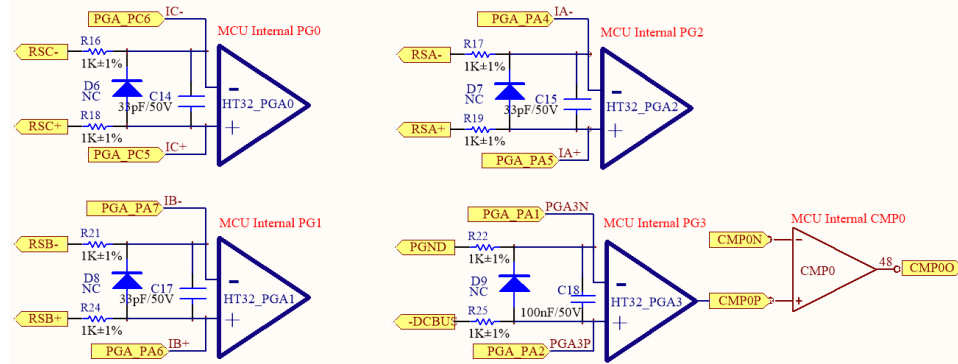 PGA_PC6
IC-
MCU Internal PG0
RSC-
R16
1K±1%
D6
NC
C14
33pF/50V
HT32_PGA0
RSC+
R18
1K±1%
PGA_PC5
IC+
PGA_PA4
IA-
MCU Internal PG2
RSA-
R17
1K±1%
D7
NC
C15
33pF/50V
HT32_PGA2
RSA+
R19
1K±1%
PGA_PA5
IA+
PGA_PA7
IB-
MCU Internal PG1
RSB-
R21
1K±1%
D8
NC
C17
33pF/50V
HT32_PGA1
RSB+
R24
1K±1%
PGA_PA6
IB+
PGA_PA1
PGA3N
MCU Internal PG3
PGND
R22
1K±1%
D9
NC
C18
100nF/50V
HT32_PGA3
-DCBUS
R25
1K±1%
PGA_PA2
PGA3P
MCU Internal CMP0
CMP0N
CMP0
48
CMP0O
CMP0P